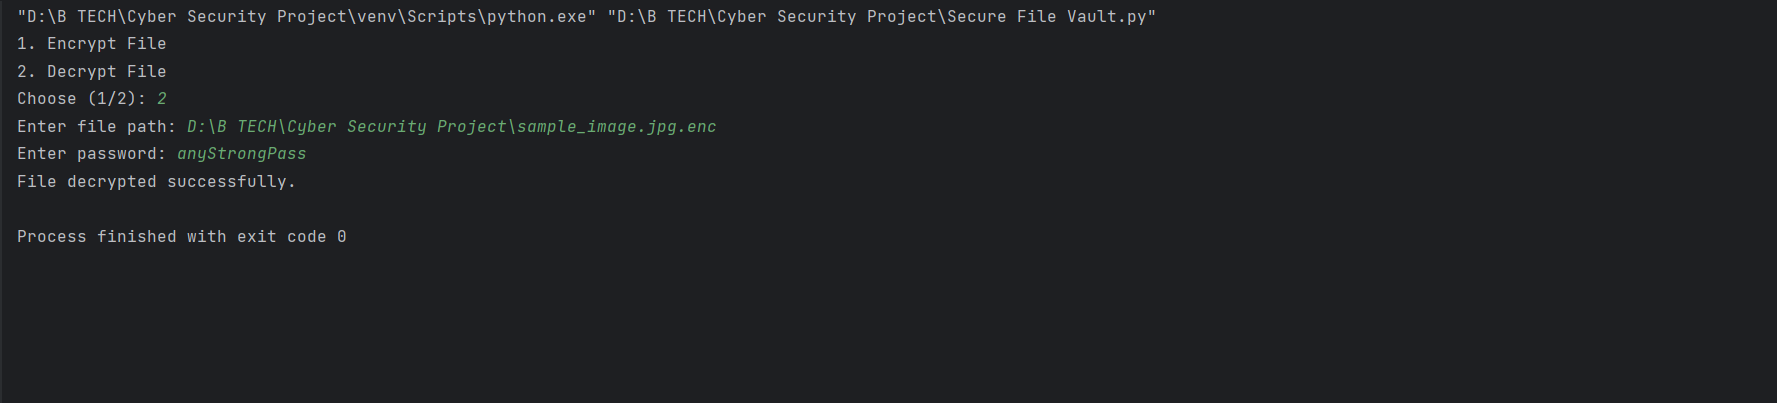 "D:\B TECH\Cyber Security Project\venv\Scripts\python.exe" "D:\B TECH\Cyber Security Project\Secure File Vault.py"
1. Encrypt File
2. Decrypt File
Choose (1/2): 2
Enter file path: D:\B TECH\Cyber Security Project\sample_image.jpg.enc
Enter password: anyStrongPass
File decrypted successfully.
Process finished with exit code 0